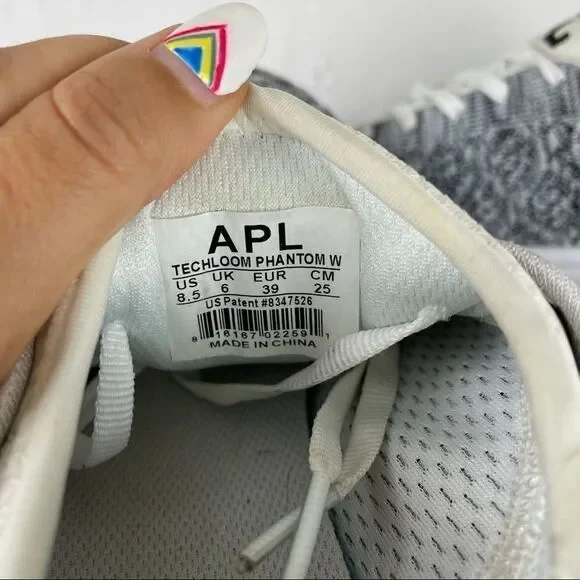 APL
TECHLOOM PHANTOM W
US UK EUR CM
8.5 6 39 25
US Patent #8347526
8 16167 02259 1
MADE IN CHINA